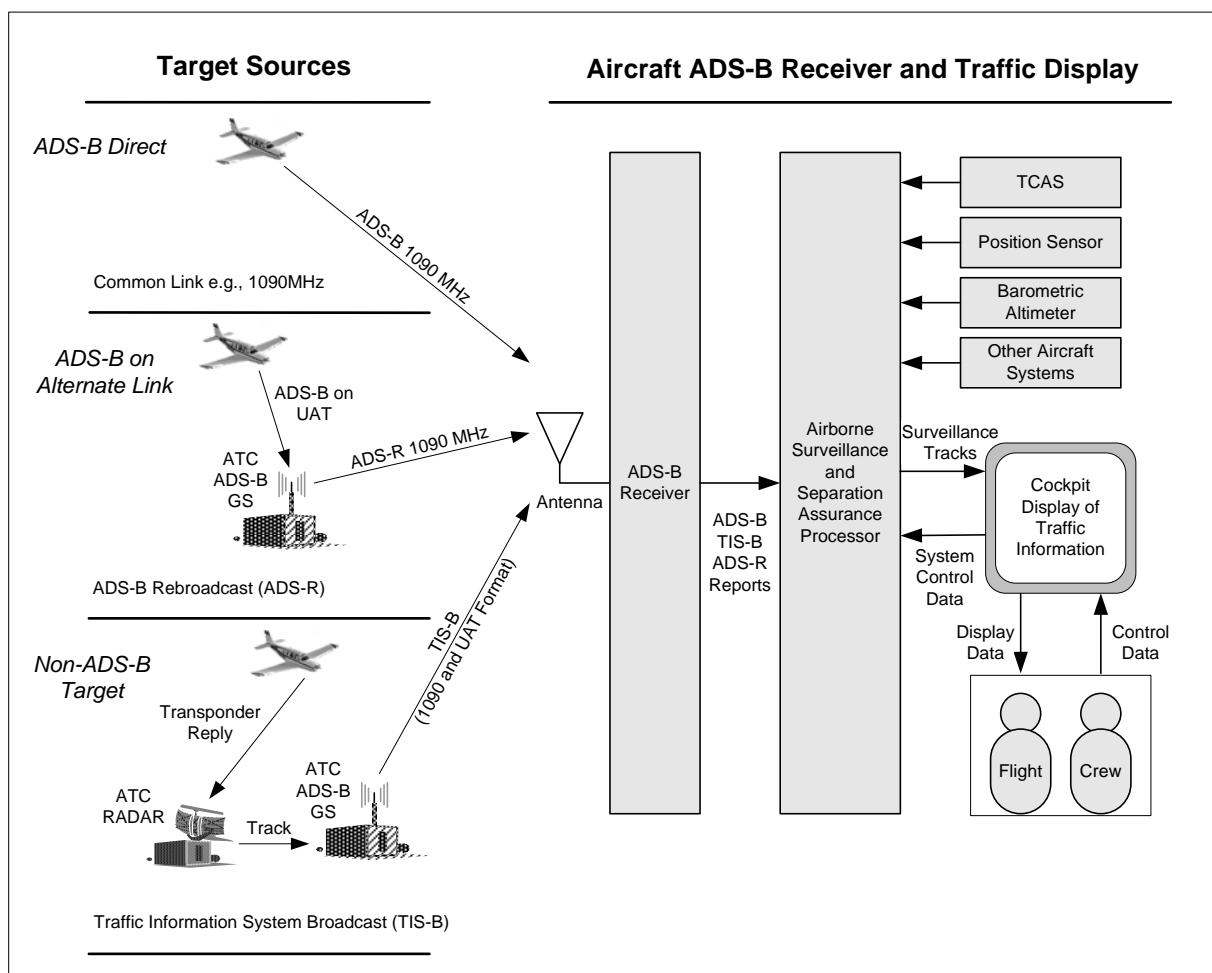 Target Sources
Aircraft ADS-B Receiver and Traffic Display
ADS-B Direct
ADS-B 1090 MHz
Common Link e.g., 1090MHz
ADS-B on
Alternate Link
ADS-B on
UAT
ATC
ADS-B
GS
ADS-R 1090 MHz
ADS-B Rebroadcast (ADS-R)
Non-ADS-B
Target
Transponder
Reply
ATC
RADAR
Track
ATC
ADS-B
GS
TIS-B
(1090 and UAT Format)
Traffic Information System Broadcast (TIS-B)
Antenna
ADS-B
Receiver
ADS-B
TIS-B
ADS-R
Reports
Airborne
Surveillance
and
Separation
Assurance
Processor
TCAS
Position Sensor
Barometric
Altimeter
Other Aircraft
Systems
Surveillance
Tracks
Cockpit
Display of
Traffic
Information
System
Control
Data
Display
Data
Control
Data
Flight
Crew